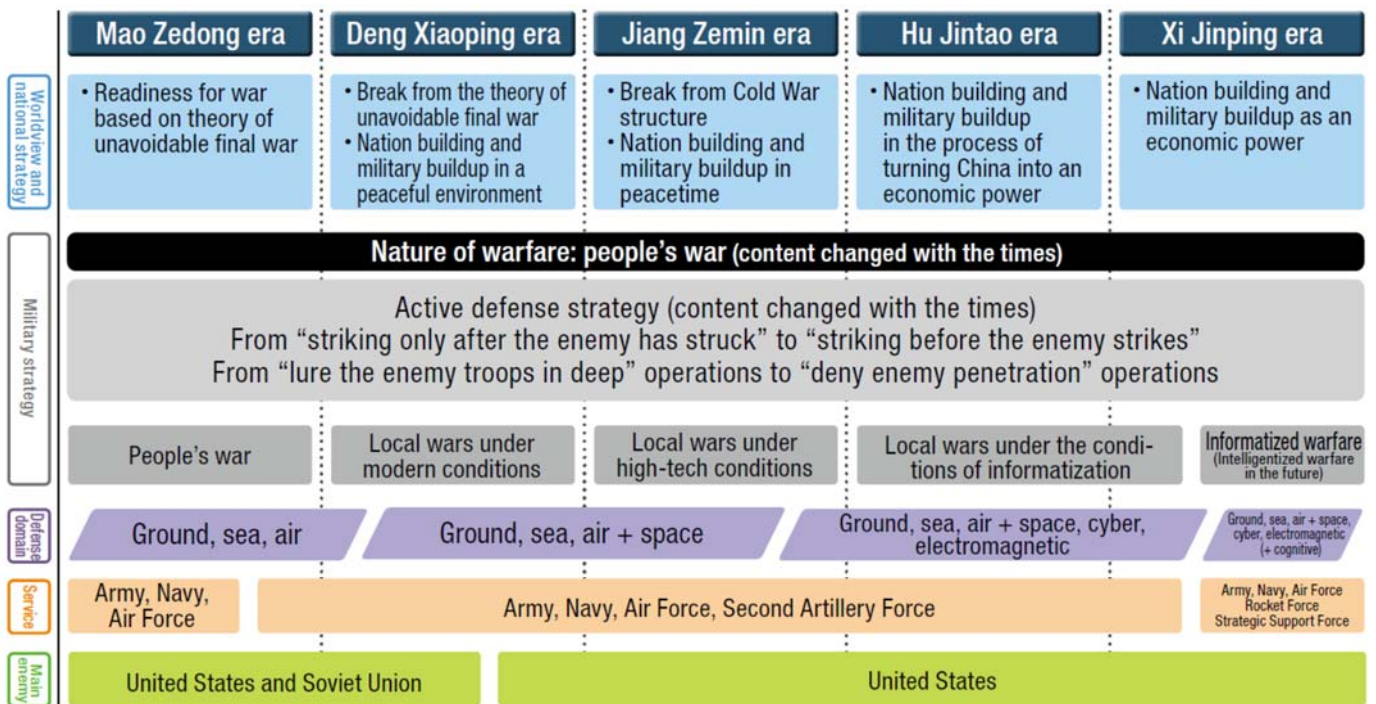 Mao Zedong era
Deng Xiaoping era
Jiang Zemin era
Hu Jintao era
Xi Jinping era
Worldview and
national strategy
• Readiness for war
based on theory of
unavoidable final war
• Break from the theory of
unavoidable final war
• Nation building and
military buildup in a
peaceful environment
• Break from Cold War
structure
• Nation building and
military buildup in
peacetime
• Nation building and
military buildup
in the process of
turning China into an
economic power
• Nation building and
military buildup as an
economic power
Military strategy
Nature of warfare: people's war (content changed with the times)
Active defense strategy (content changed with the times)
From “striking only after the enemy has struck” to “striking before the enemy strikes”
From “lure the enemy troops in deep” operations to “deny enemy penetration” operations
People's war
Local wars under
modern conditions
Local wars under
high-tech conditions
Local wars under the condi-
tions of informatization
Informatized warfare
(Intelligentized warfare
in the future)
Defense
domain
Ground, sea, air
Ground, sea, air + space
Ground, sea, air + space, cyber,
electromagnetic
Ground, sea, air + space,
cyber, electromagnetic
(+ cognitive)
Service
Army, Navy,
Air Force
Army, Navy, Air Force, Second Artillery Force
Army, Navy, Air Force
Rocket Force
Strategic Support Force
Main
enemy
United States and Soviet Union
United States